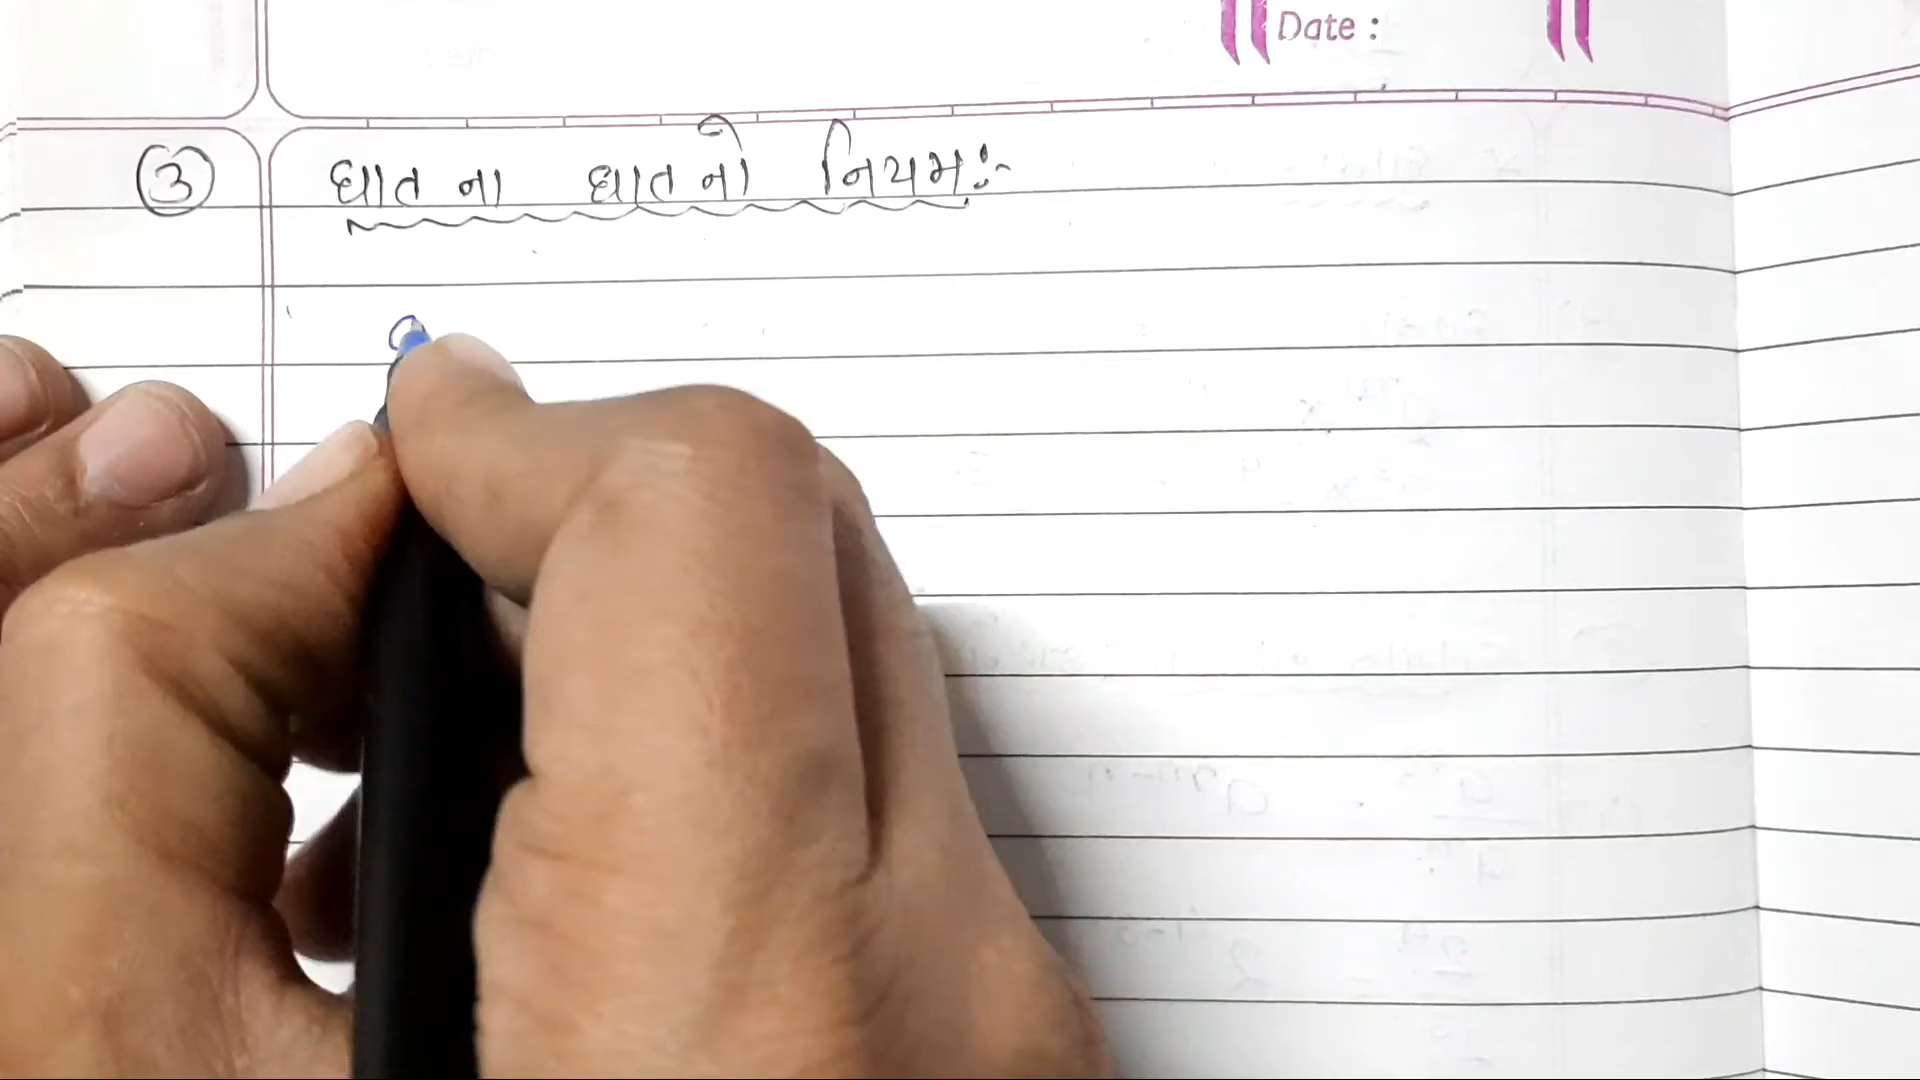 Date :
③ ઘાત ના ઘાત નો નિયમ :-